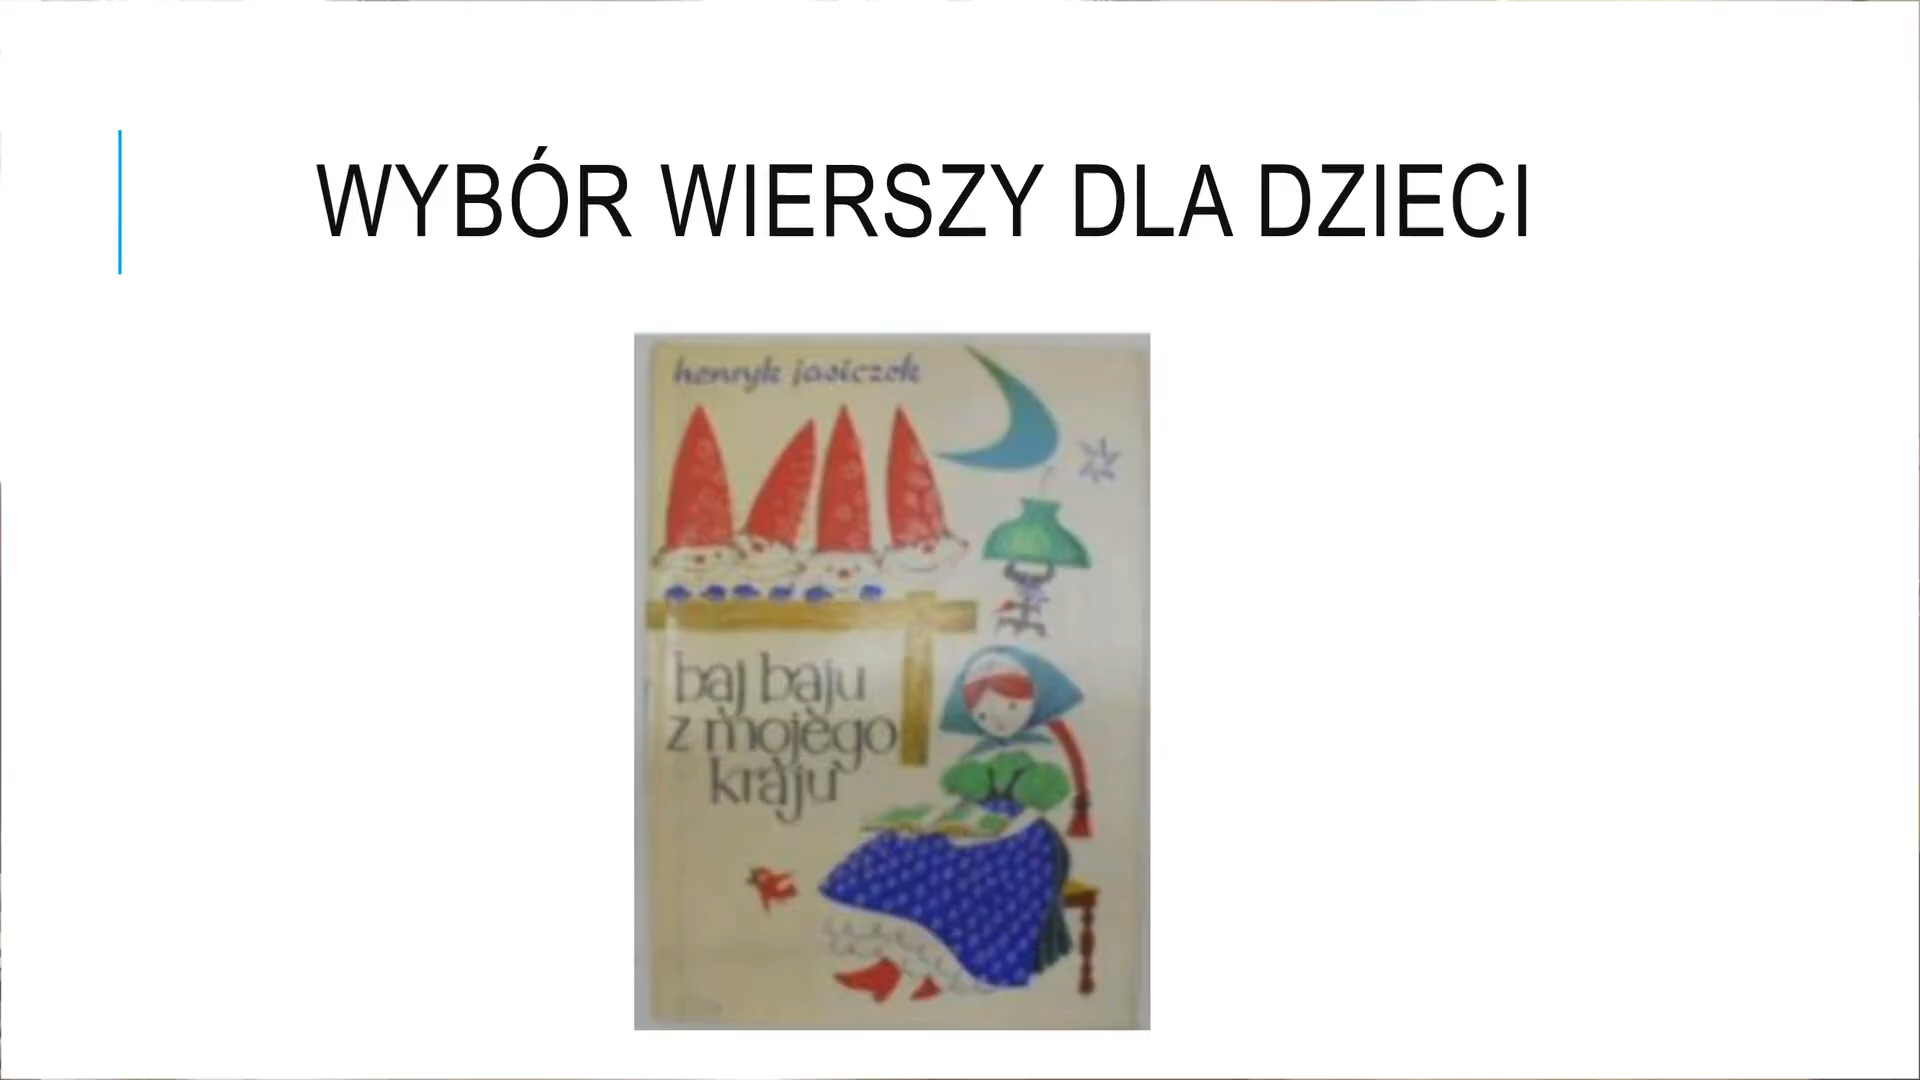 WYBÓR WIERSZY DLA DZIECI
henryk jasiczek
baj baju
z mojego
kraju